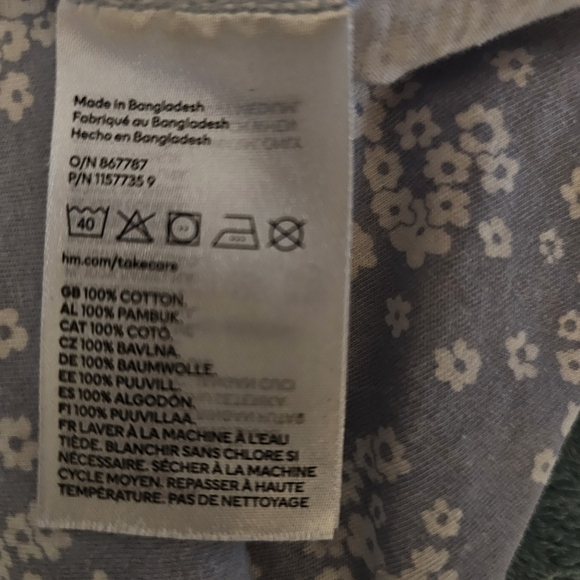 Made in Bangladesh
Fabriqué au Bangladesh
Hecho en Bangladesh
O/N 867787
P/N 1157735 9
40
hm.com/takecare
GB 100% COTTON.
AL 100% PAMBUK.
CAT 100% COTÓ.
CZ 100% BAVLNA.
DE 100% BAUMWOLLE.
EE 100% PUUVILL.
ES 100% ALGODÓN.
FI 100% PUUVILLAA.
FR LAVER À LA MACHINE À L'EAU
TIÈDE. BLANCHIR SANS CHLORE SI
NÉCESSAIRE. SÉCHER À LA MACHINE
CYCLE MOYEN. REPASSER À HAUTE
TEMPÉRATURE. PAS DE NETTOYAGE